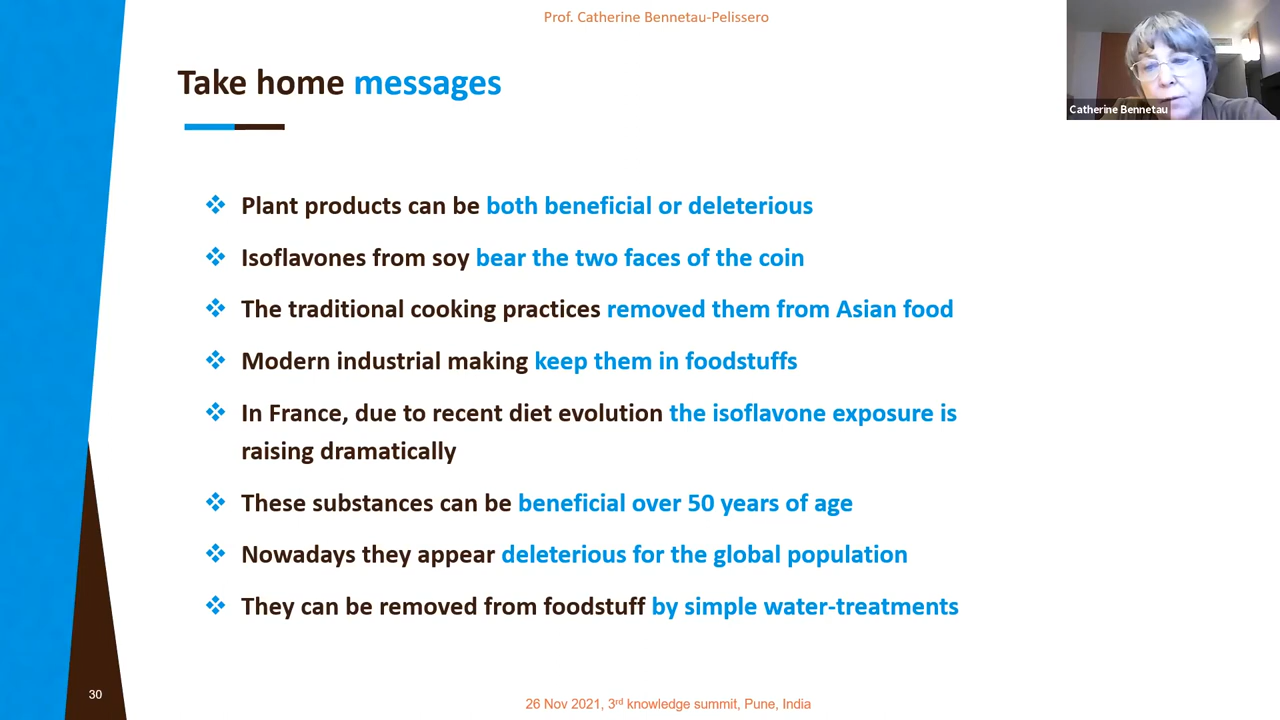 Prof. Catherine Bennetau-Pelissero
Catherine Bennetau
Take home messages
Plant products can be both beneficial or deleterious
Isoflavones from soy bear the two faces of the coin
The traditional cooking practices removed them from Asian food
Modern industrial making keep them in foodstuffs
In France, due to recent diet evolution the isoflavone exposure is
raising dramatically
These substances can be beneficial over 50 years of age
Nowadays they appear deleterious for the global population
They can be removed from foodstuff by simple water-treatments
30
26 Nov 2021, 3rd knowledge summit, Pune, India